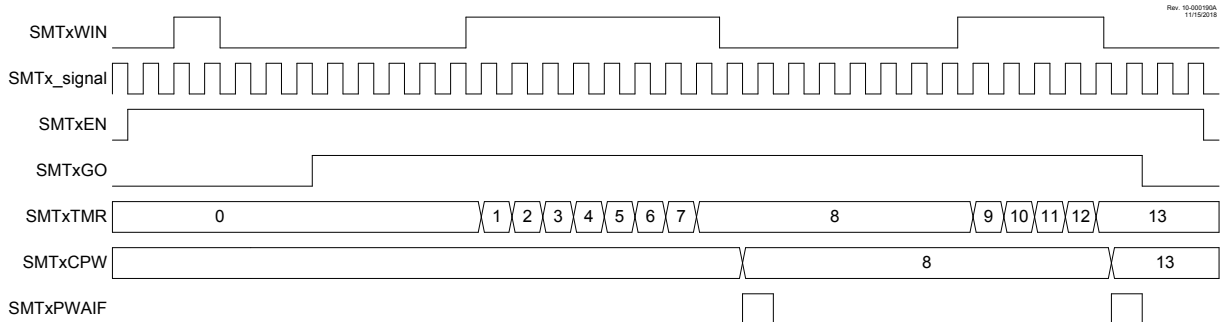 Rev. 10-000190A
11/15/2018
SMTxWIN
SMTx_signal
SMTxEN
SMTxGO
SMTxTMR 0 1 2 3 4 5 6 7 8 9 10 11 12 13
SMTxCPW 8 13
SMTxPWAIF